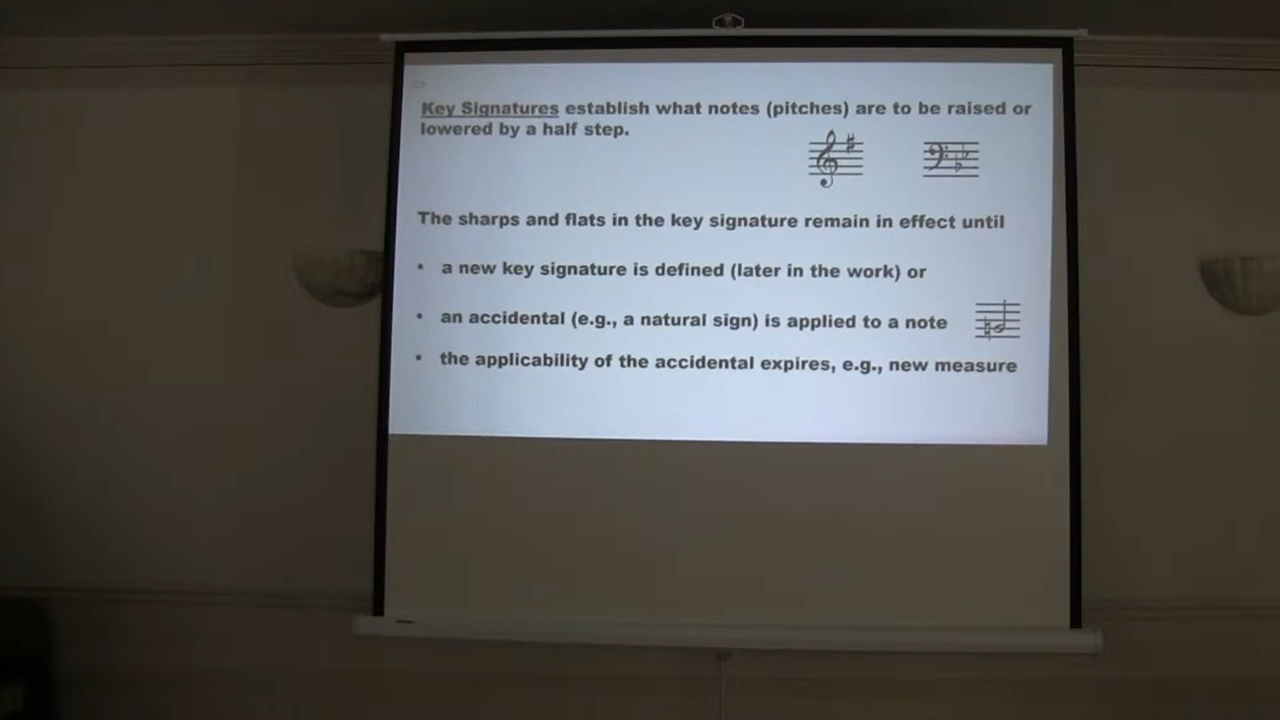 Key Signatures establish what notes (pitches) are to be raised or
lowered by a half step.
The sharps and flats in the key signature remain in effect until
• a new key signature is defined (later in the work) or
• an accidental (e.g., a natural sign) is applied to a note
• the applicability of the accidental expires, e.g., new measure